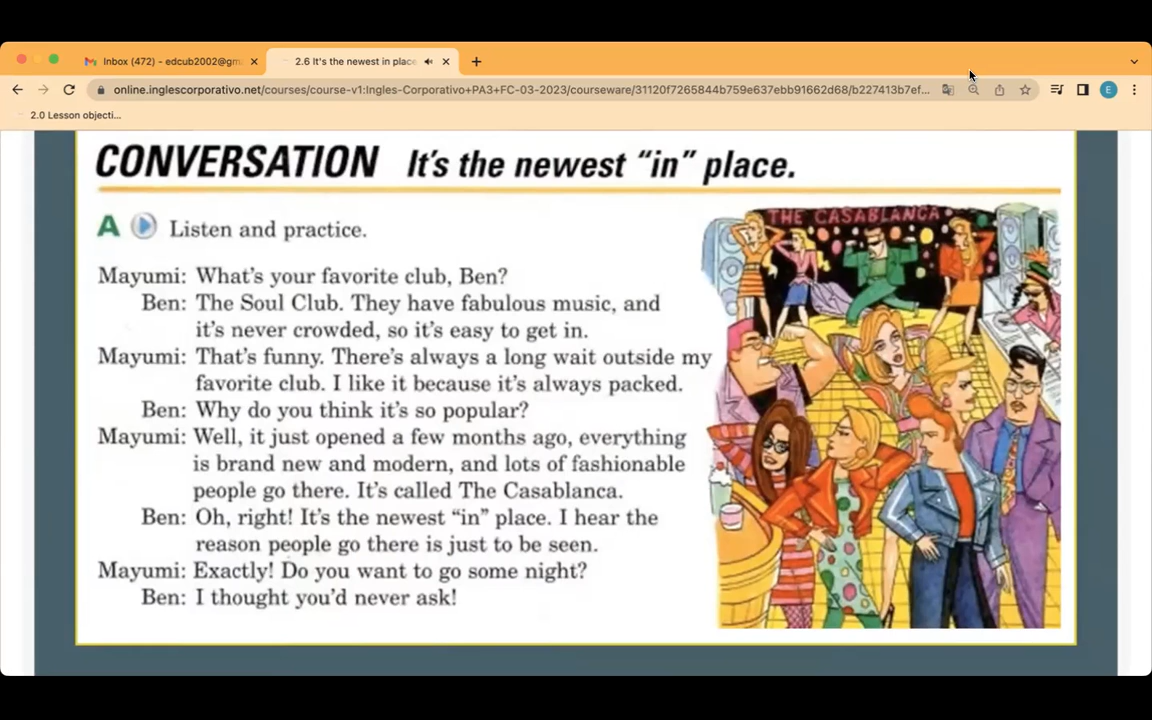 Inbox (472) - edcub2002@gm
2.6 It's the newest in place
online.inglescorporativo.net/courses/course-v1:Ingles-Corporativo+PA3+FC-03-2023/courseware/31120f7265844b759e637ebb91662d68/b227413b7ef...
E
2.0 Lesson objecti...
CONVERSATION It's the newest “in” place.
A Listen and practice.
Mayumi: What's your favorite club, Ben?
Ben: The Soul Club. They have fabulous music, and
it's never crowded, so it's easy to get in.
Mayumi: That's funny. There's always a long wait outside my
favorite club. I like it because it's always packed.
Ben: Why do you think it's so popular?
Mayumi: Well, it just opened a few months ago, everything
is brand new and modern, and lots of fashionable
people go there. It's called The Casablanca.
Ben: Oh, right! It's the newest “in” place. I hear the
reason people go there is just to be seen.
Mayumi: Exactly! Do you want to go some night?
Ben: I thought you'd never ask!
THE CASABLANCA